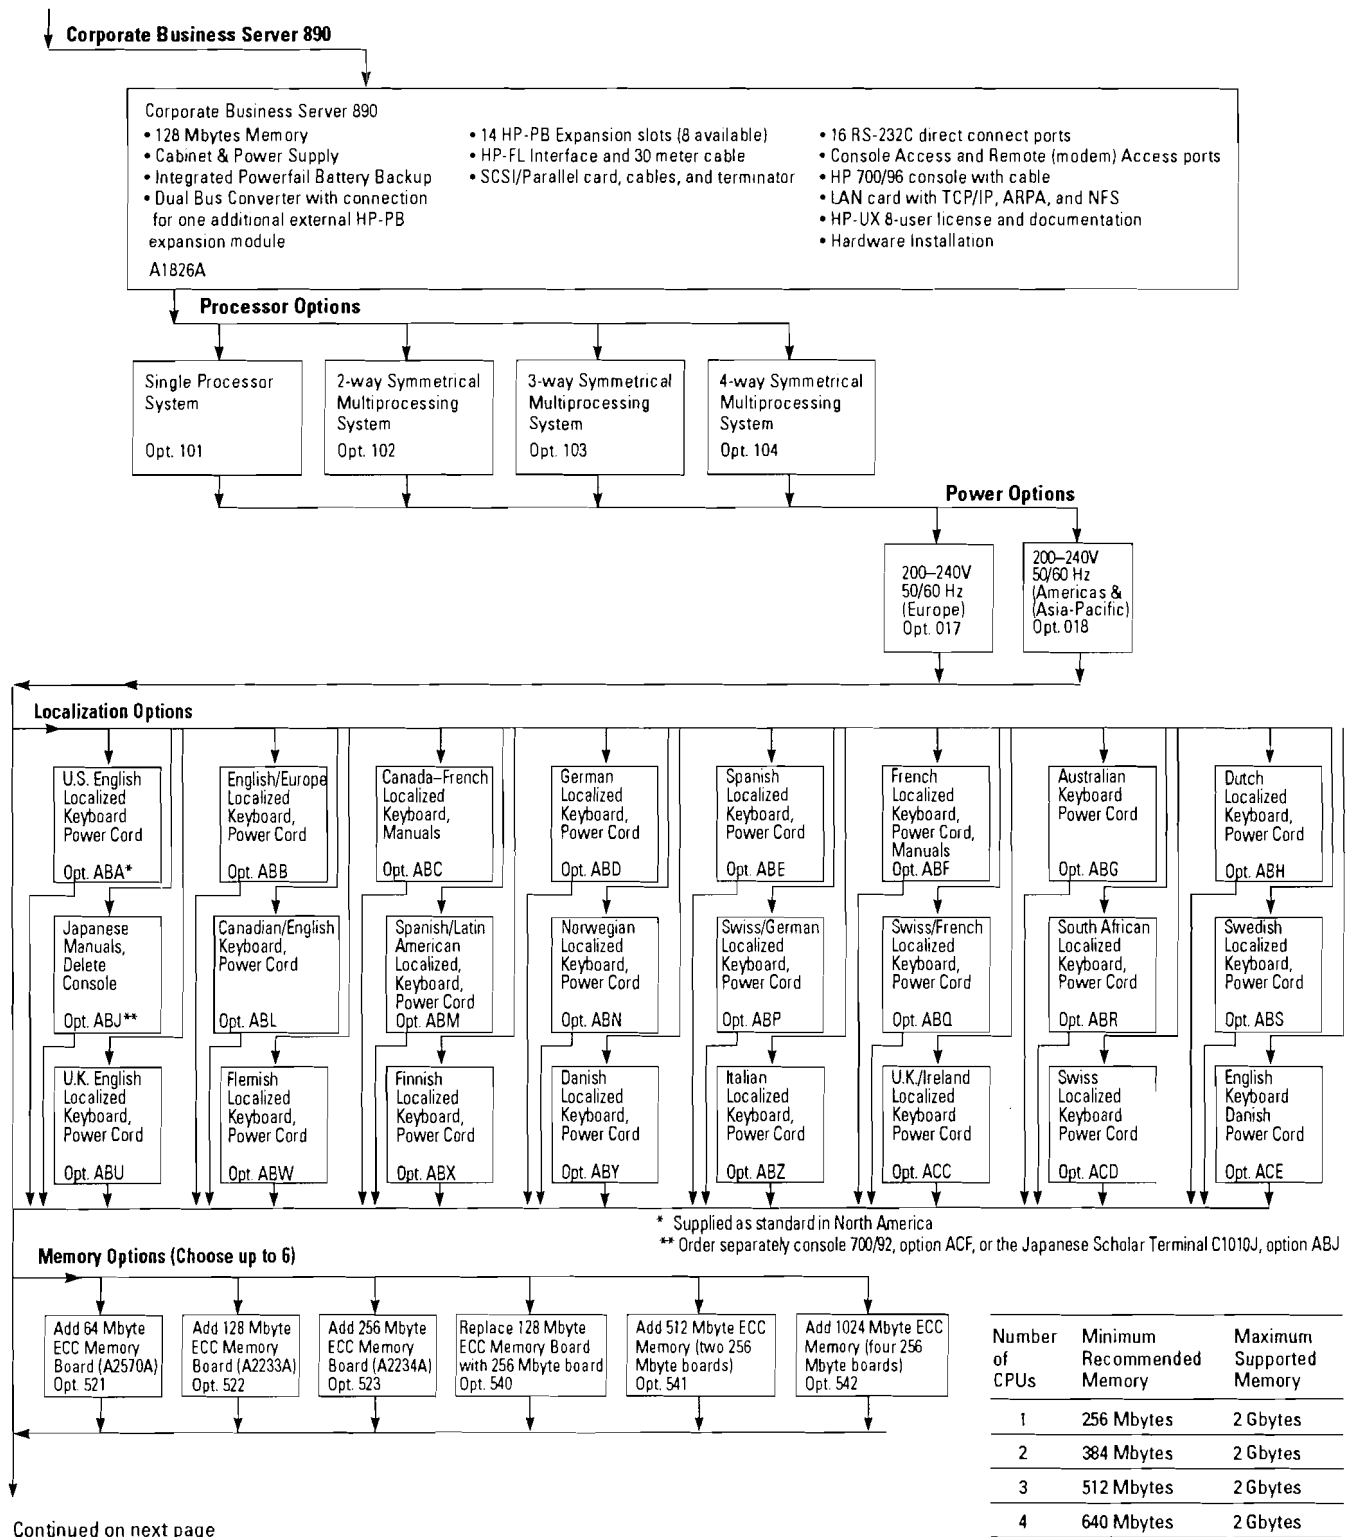 Corporate Business Server 890
Corporate Business Server 890
• 128 Mbytes Memory
• Cabinet & Power Supply
• Integrated Powerfail Battery Backup
• Dual Bus Converter with connection
for one additional external HP-PB
expansion module
A1826A
• 14 HP-PB Expansion slots (8 available)
• HP-FL Interface and 30 meter cable
• SCSI/Parallel card, cables, and terminator
• 16 RS-232C direct connect ports
• Console Access and Remote (modem) Access ports
• HP 700/96 console with cable
• LAN card with TCP/IP, ARPA, and NFS
• HP-UX 8-user license and documentation
• Hardware Installation
Processor Options
Single Processor
System
Opt. 101
2-way Symmetrical
Multiprocessing
System
Opt. 102
3-way Symmetrical
Multiprocessing
System
Opt. 103
4-way Symmetrical
Multiprocessing
System
Opt. 104
Power Options
200–240V
50/60 Hz
(Europe)
Opt. 017
200–240V
50/60 Hz
(Americas &
(Asia-Pacific)
Opt. 018
Localization Options
U.S. English
Localized
Keyboard
Power Cord
Opt. ABA*
English/Europe
Localized
Keyboard,
Power Cord
Opt. ABB
Canada–French
Localized
Keyboard,
Manuals
Opt. ABC
German
Localized
Keyboard,
Power Cord
Opt. ABD
Spanish
Localized
Keyboard,
Power Cord
Opt. ABE
French
Localized
Keyboard,
Power Cord,
Manuals
Opt. ABF
Australian
Keyboard
Power Cord
Opt. ABG
Dutch
Localized
Keyboard,
Power Cord
Opt. ABH
Japanese
Manuals,
Delete
Console
Opt. ABJ**
Canadian/English
Keyboard,
Power Cord
Opt. ABL
Spanish/Latin
American
Localized,
Keyboard,
Power Cord
Opt. ABM
Norwegian
Localized
Keyboard,
Power Cord
Opt. ABN
Swiss/German
Localized
Keyboard,
Power Cord
Opt. ABP
Swiss/French
Localized
Keyboard,
Power Cord
Opt. ABQ
South African
Localized
Keyboard,
Power Cord
Opt. ABR
Swedish
Localized
Keyboard,
Power Cord
Opt. ABS
U.K. English
Localized
Keyboard,
Power Cord
Opt. ABU
Flemish
Localized
Keyboard,
Power Cord
Opt. ABW
Finnish
Localized
Keyboard,
Power Cord
Opt. ABX
Danish
Localized
Keyboard,
Power Cord
Opt. ABY
Italian
Localized
Keyboard,
Power Cord
Opt. ABZ
U.K./Ireland
Localized
Keyboard
Power Cord
Opt. ACC
Swiss
Localized
Keyboard
Power Cord
Opt. ACD
English
Keyboard
Danish
Power Cord
Opt. ACE
* Supplied as standard in North America
** Order separately console 700/92, option ACF, or the Japanese Scholar Terminal C1010J, option ABJ
Memory Options (Choose up to 6)
Add 64 Mbyte
ECC Memory
Board (A2570A)
Opt. 521
Add 128 Mbyte
ECC Memory
Board (A2233A)
Opt. 522
Add 256 Mbyte
ECC Memory
Board (A2234A)
Opt. 523
Replace 128 Mbyte
ECC Memory Board
with 256 Mbyte board
Opt. 540
Add 512 Mbyte ECC
Memory (two 256
Mbyte boards)
Opt. 541
Add 1024 Mbyte ECC
Memory (four 256
Mbyte boards)
Opt. 542
Number of CPUs Minimum Recommended Memory Maximum Supported Memory
1 256 Mbytes 2 Gbytes
2 384 Mbytes 2 Gbytes
3 512 Mbytes 2 Gbytes
4 640 Mbytes 2 Gbytes
Continued on next page